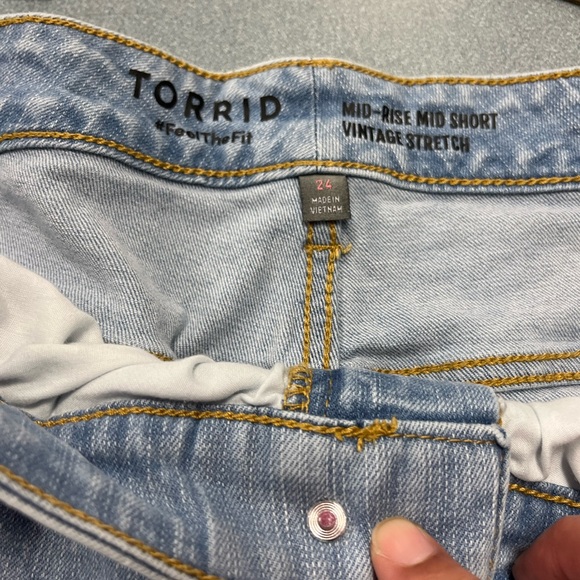 TORRID
#FeelTheFit
MID-RISE MID SHORT
VINTAGE STRETCH
24
MADE IN
VIETNAM